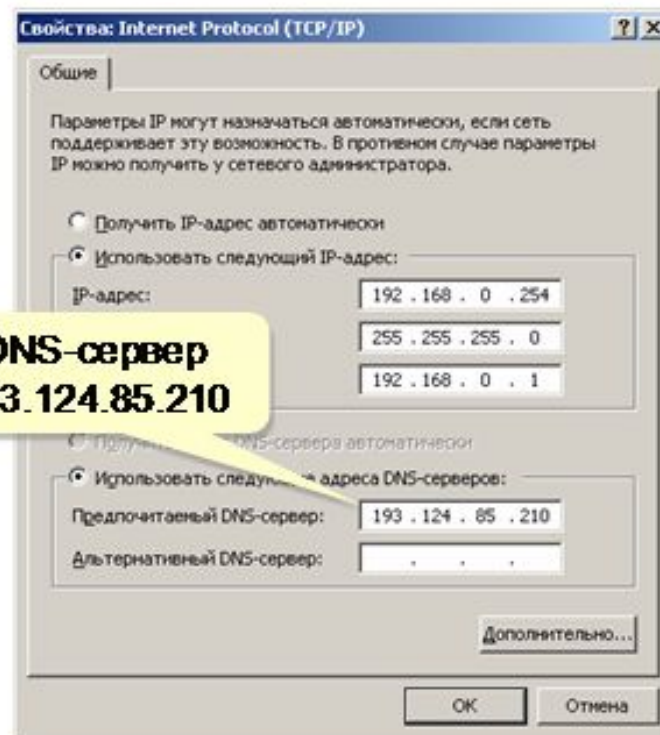 Свойства: Internet Protocol (TCP/IP)
Общие
Параметры IP могут назначаться автоматически, если сеть
поддерживает эту возможность. В противном случае параметры
IP можно получить у сетевого администратора.
Получить IP-адрес автоматически
Использовать следующий IP-адрес:
IP-адрес: 192 . 168 . 0 . 254
255 . 255 . 255 . 0
192 . 168 . 0 . 1
DNS-сервер
3.124.85.210
DNS-сервера автоматически
Использовать адреса DNS-серверов:
Предпочитаемый DNS-сервер: 193 . 124 . 85 . 210
Альтернативный DNS-сервер: . . .
Дополнительно...
ОК Отмена